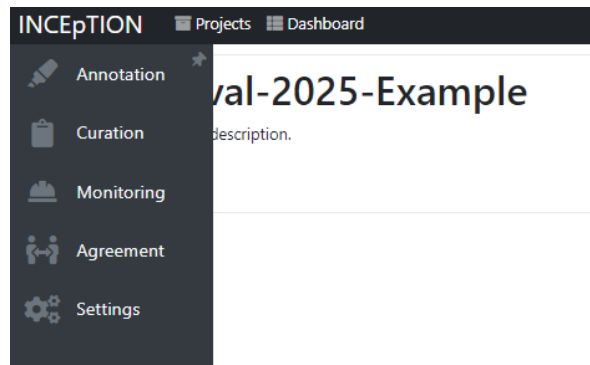 INCEpTION Projects Dashboard
Annotation
val-2025-Example
Curation
description.
Monitoring
Agreement
Settings